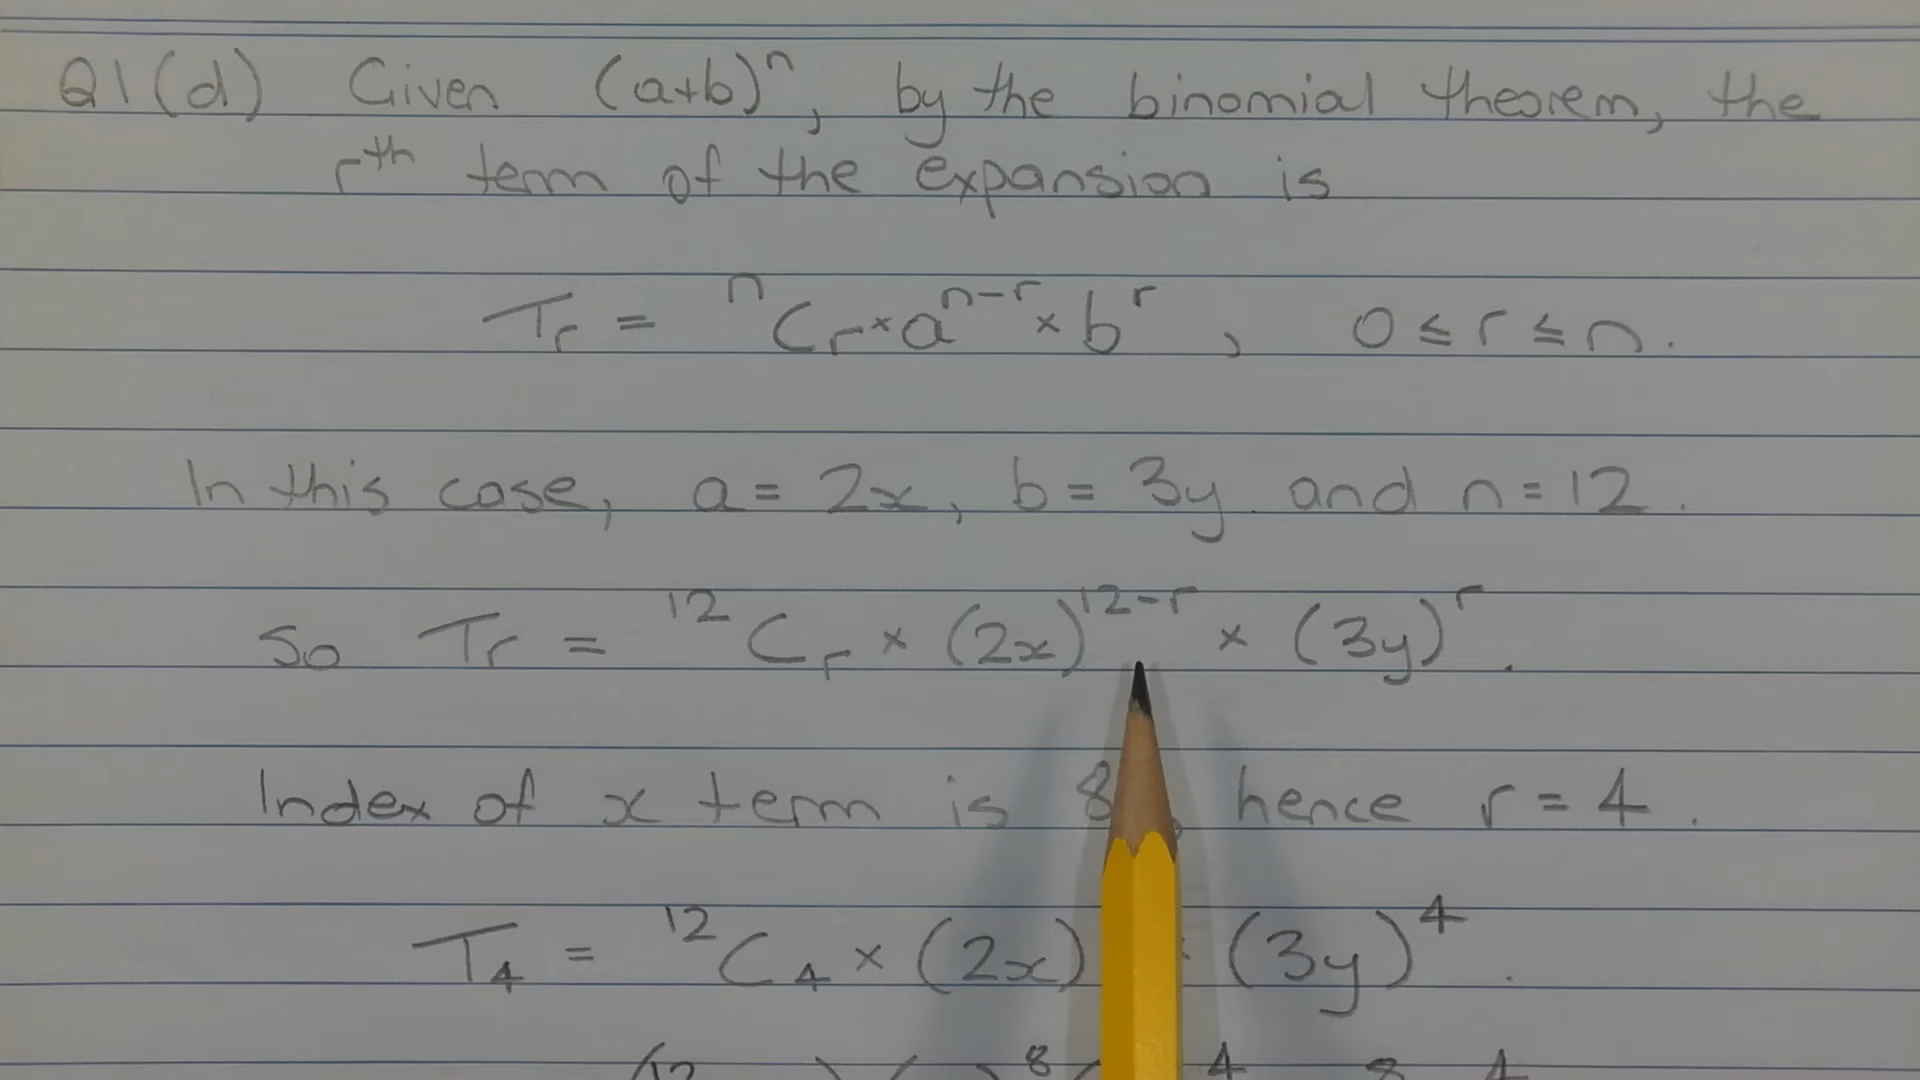 Q1(d) Given (a+b)ⁿ, by the binomial theorem, the
rᵗʰ term of the expansion is
Tᵣ = ⁿCᵣ × aⁿ⁻ʳ × bʳ , 0 ≤ r ≤ n.
In this case, a = 2x, b = 3y and n = 12.
So Tᵣ = ¹²Cᵣ × (2x)¹²⁻ʳ × (3y)ʳ.
Index of x term is 8, hence r = 4.
T₄ = ¹²C₄ × (2x) (3y)⁴.